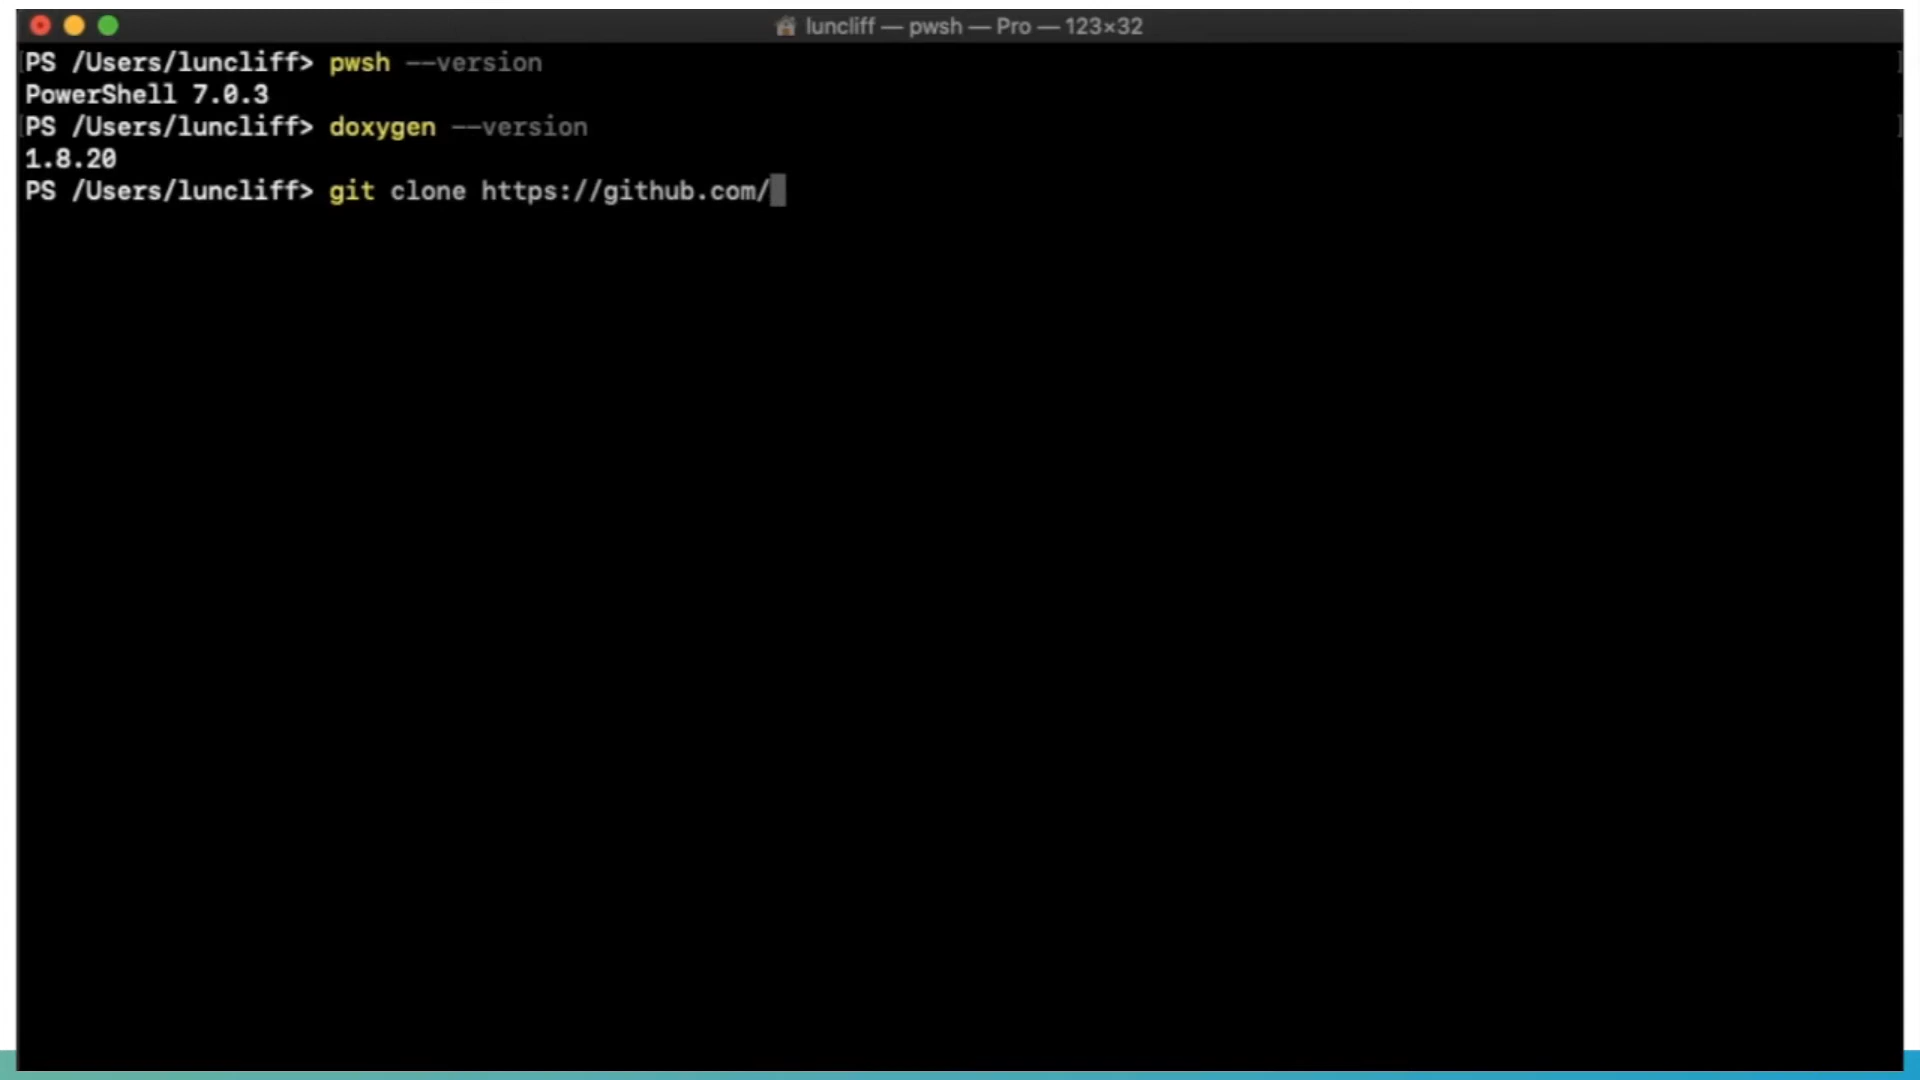 luncliff — pwsh — Pro — 123×32
PS /Users/luncliff> pwsh --version
PowerShell 7.0.3
PS /Users/luncliff> doxygen --version
1.8.20
PS /Users/luncliff> git clone https://github.com/